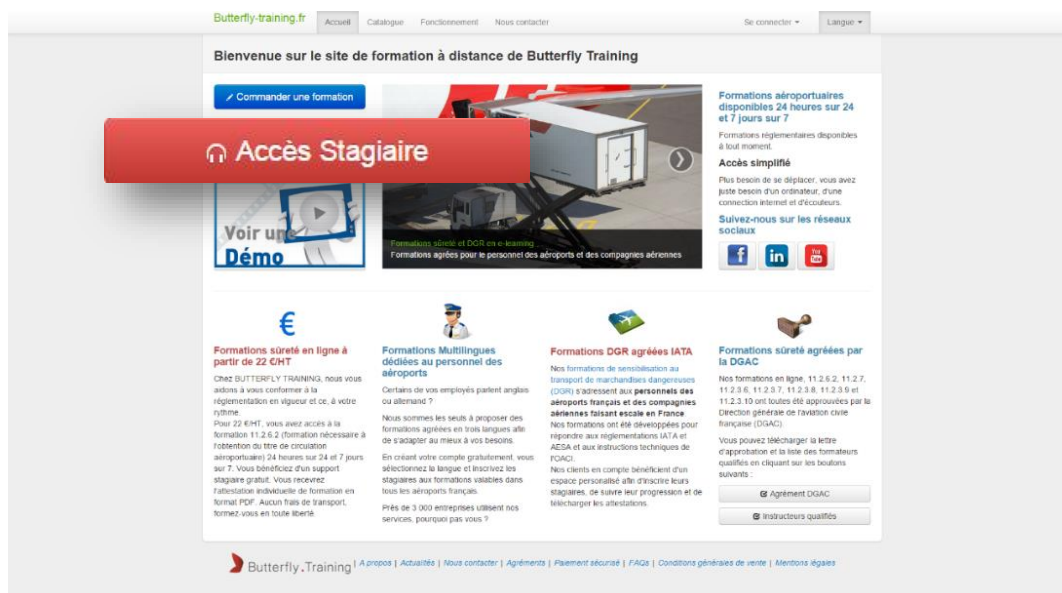 Butterfly-training.fr Accueil Catalogue Fonctionnement Nous contacter Se connecter Langue
Bienvenue sur le site de formation à distance de Butterfly Training
Commander une formation
Accès Stagiaire
Voir une
Démo
Formations sûreté et DGR en e-learning
Formations agréées pour le personnel des aéroports et des compagnies aériennes
Formations aéroportuaires
disponibles 24 heures sur 24
et 7 jours sur 7
Formations réglementaires disponibles
à tout moment.
Accès simplifié
Plus besoin de se déplacer, vous avez
juste besoin d'un ordinateur, d'une
connection internet et d'écouteurs.
Suivez-nous sur les réseaux
sociaux
f in You Tube
€
Formations sûreté en ligne à
partir de 22 €/HT
Chez BUTTERFLY TRAINING, nous vous
aidons à vous conformer à la
réglementation en vigueur et ce, à votre
rythme.
Pour 22 €/HT, vous avez accès à la
formation 11.2.6.2 (formation nécessaire à
l'obtention du titre de circulation
aéroportuaire) 24 heures sur 24 et 7 jours
sur 7. Vous bénéficiez d'un support
stagiaire gratuit. Vous recevrez
l'attestation individuelle de formation en
format PDF. Aucun frais de transport,
formez-vous en toute liberté.
Formations Multilingues
dédiées au personnel des
aéroports
Certains de vos employés parlent anglais
ou allemand ?
Nous sommes les seuls à proposer des
formations agréées en trois langues afin
de s'adapter au mieux à vos besoins.
En créant votre compte gratuitement, vous
sélectionnez la langue et inscrivez les
stagiaires aux formations valables dans
tous les aéroports français.
Près de 3 000 entreprises utilisent nos
services, pourquoi pas vous ?
Formations DGR agréées IATA
Nos formations de sensibilisation au
transport de marchandises dangereuses
(DGR) s'adressent aux personnels des
aéroports français et des compagnies
aériennes faisant escale en France.
Nos formations ont été développées pour
répondre aux réglementations IATA et
AESA et aux instructions techniques de
l'OACI.
Nos clients en compte bénéficient d'un
espace personalisé afin d'inscrire leurs
stagiaires, de suivre leur progression et de
télécharger les attestations.
Formations sûreté agréées par
la DGAC
Nos formations en ligne, 11.2.6.2, 11.2.7,
11.2.3.6, 11.2.3.7, 11.2.3.8, 11.2.3.9 et
11.2.3.10 ont toutes été approuvées par la
Direction générale de l'aviation civile
française (DGAC).
Vous pouvez télécharger la lettre
d'approbation et la liste des formateurs
qualifiés en cliquant sur les boutons
suivants :
Agrément DGAC
Instructeurs qualifiés
Butterfly.Training | A propos | Actualités | Nous contacter | Agréments | Paiement sécurisé | FAQs | Conditions générales de vente | Mentions légales